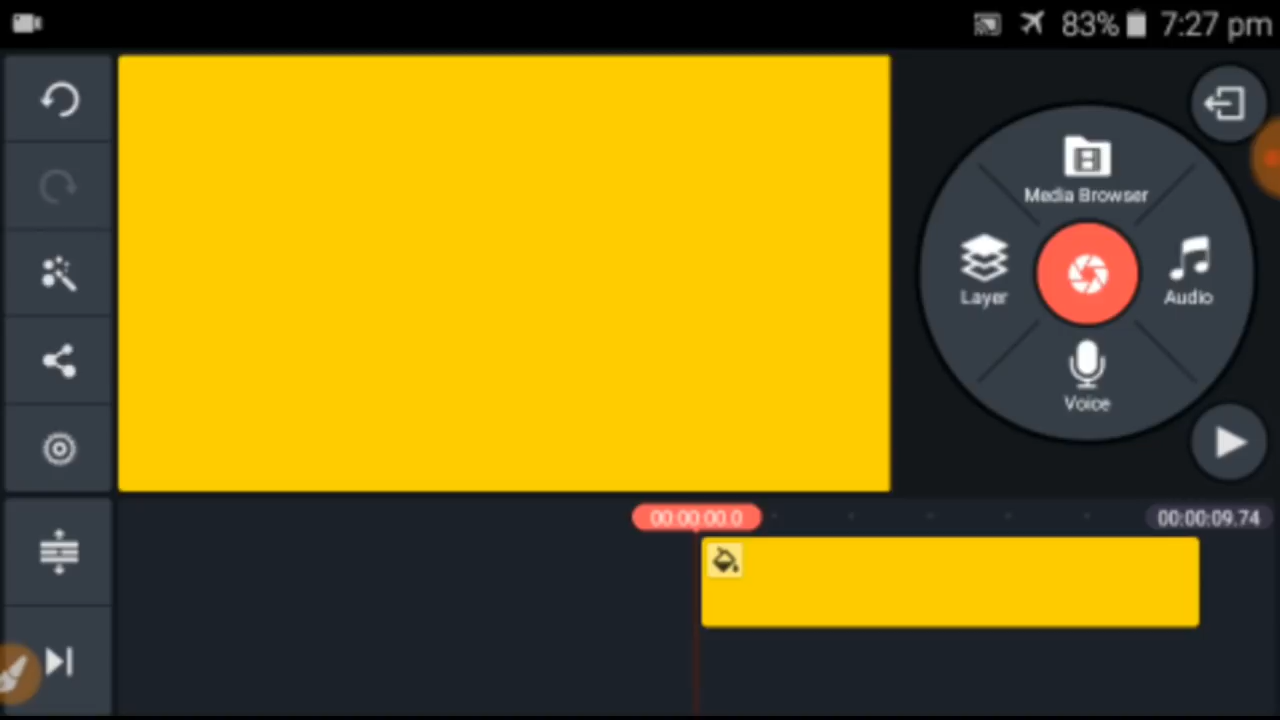 83% 7:27 pm
Media Browser
Layer
Audio
Voice
00:00:00.0
00:00:09.74